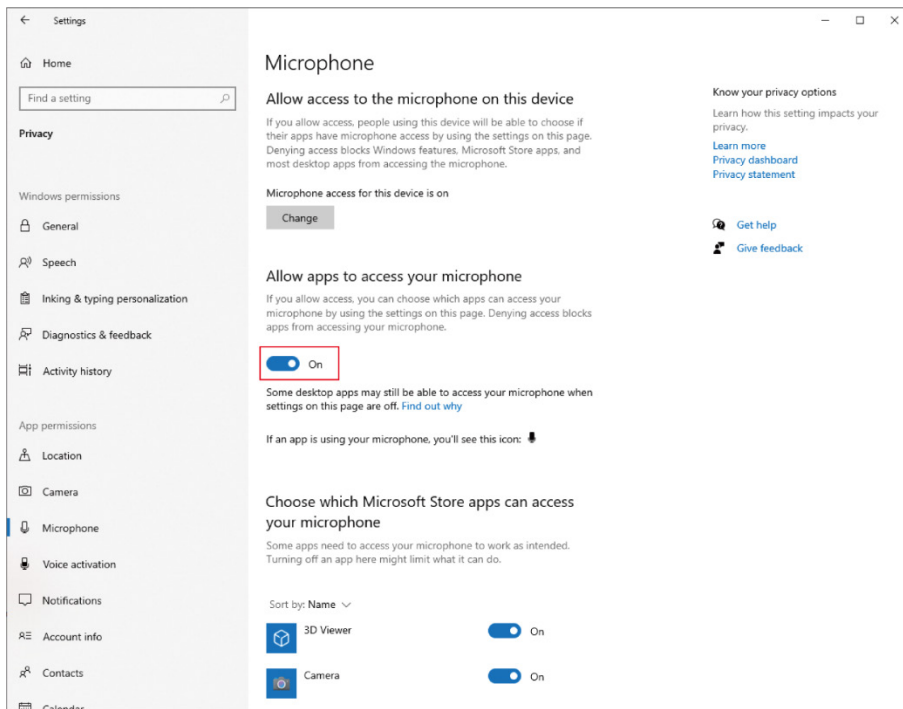 Settings
Home
Find a setting
Privacy
Windows permissions
General
Speech
Inking & typing personalization
Diagnostics & feedback
Activity history
App permissions
Location
Camera
Microphone
Voice activation
Notifications
Account info
Contacts
Calendar
Microphone
Allow access to the microphone on this device
If you allow access, people using this device will be able to choose if
their apps have microphone access by using the settings on this page.
Denying access blocks Windows features, Microsoft Store apps, and
most desktop apps from accessing the microphone.
Microphone access for this device is on
Change
Allow apps to access your microphone
If you allow access, you can choose which apps can access your
microphone by using the settings on this page. Denying access blocks
apps from accessing your microphone.
On
Some desktop apps may still be able to access your microphone when
settings on this page are off. Find out why
If an app is using your microphone, you'll see this icon:
Choose which Microsoft Store apps can access
your microphone
Some apps need to access your microphone to work as intended.
Turning off an app here might limit what it can do.
Sort by: Name
3D Viewer On
Camera On
Know your privacy options
Learn how this setting impacts your
privacy.
Learn more
Privacy dashboard
Privacy statement
Get help
Give feedback